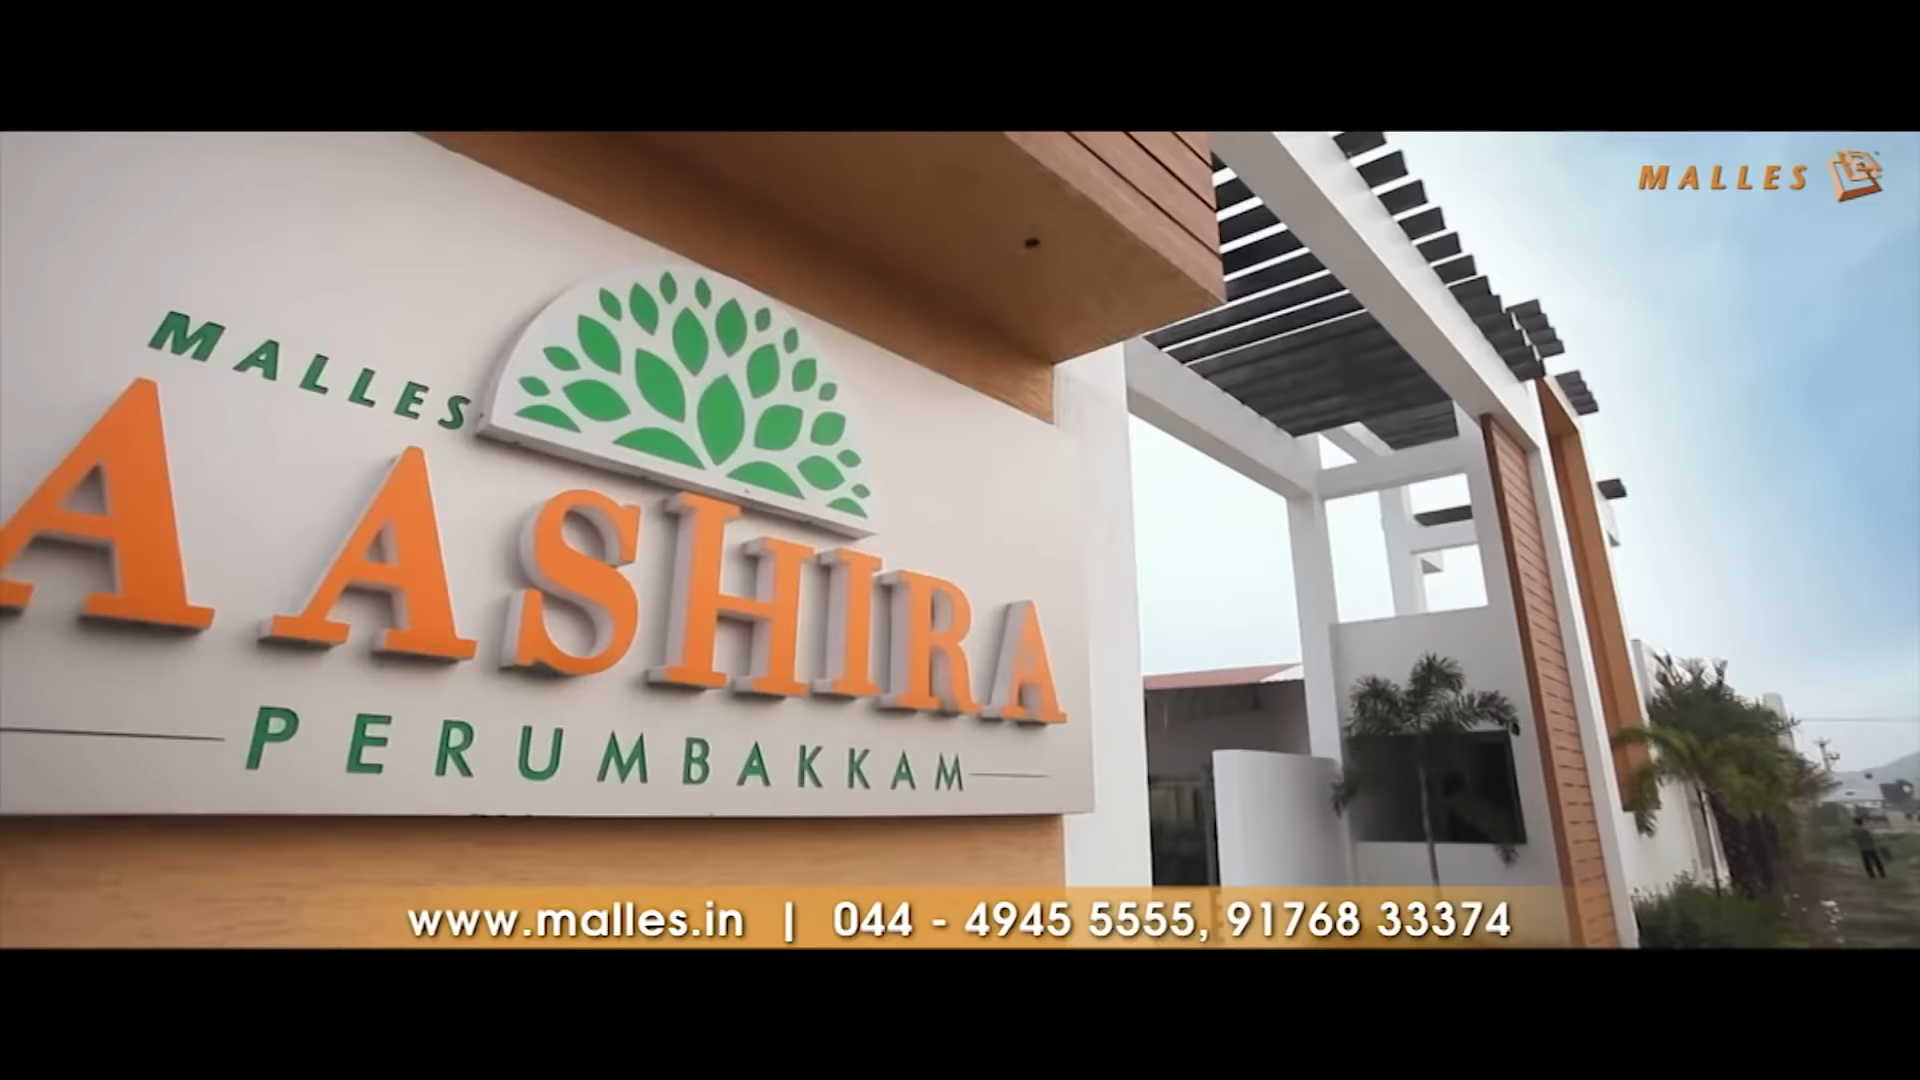 MALLES
MALLES
AASHIRA
PERUMBAKKAM
www.malles.in | 044 - 4945 5555, 91768 33374